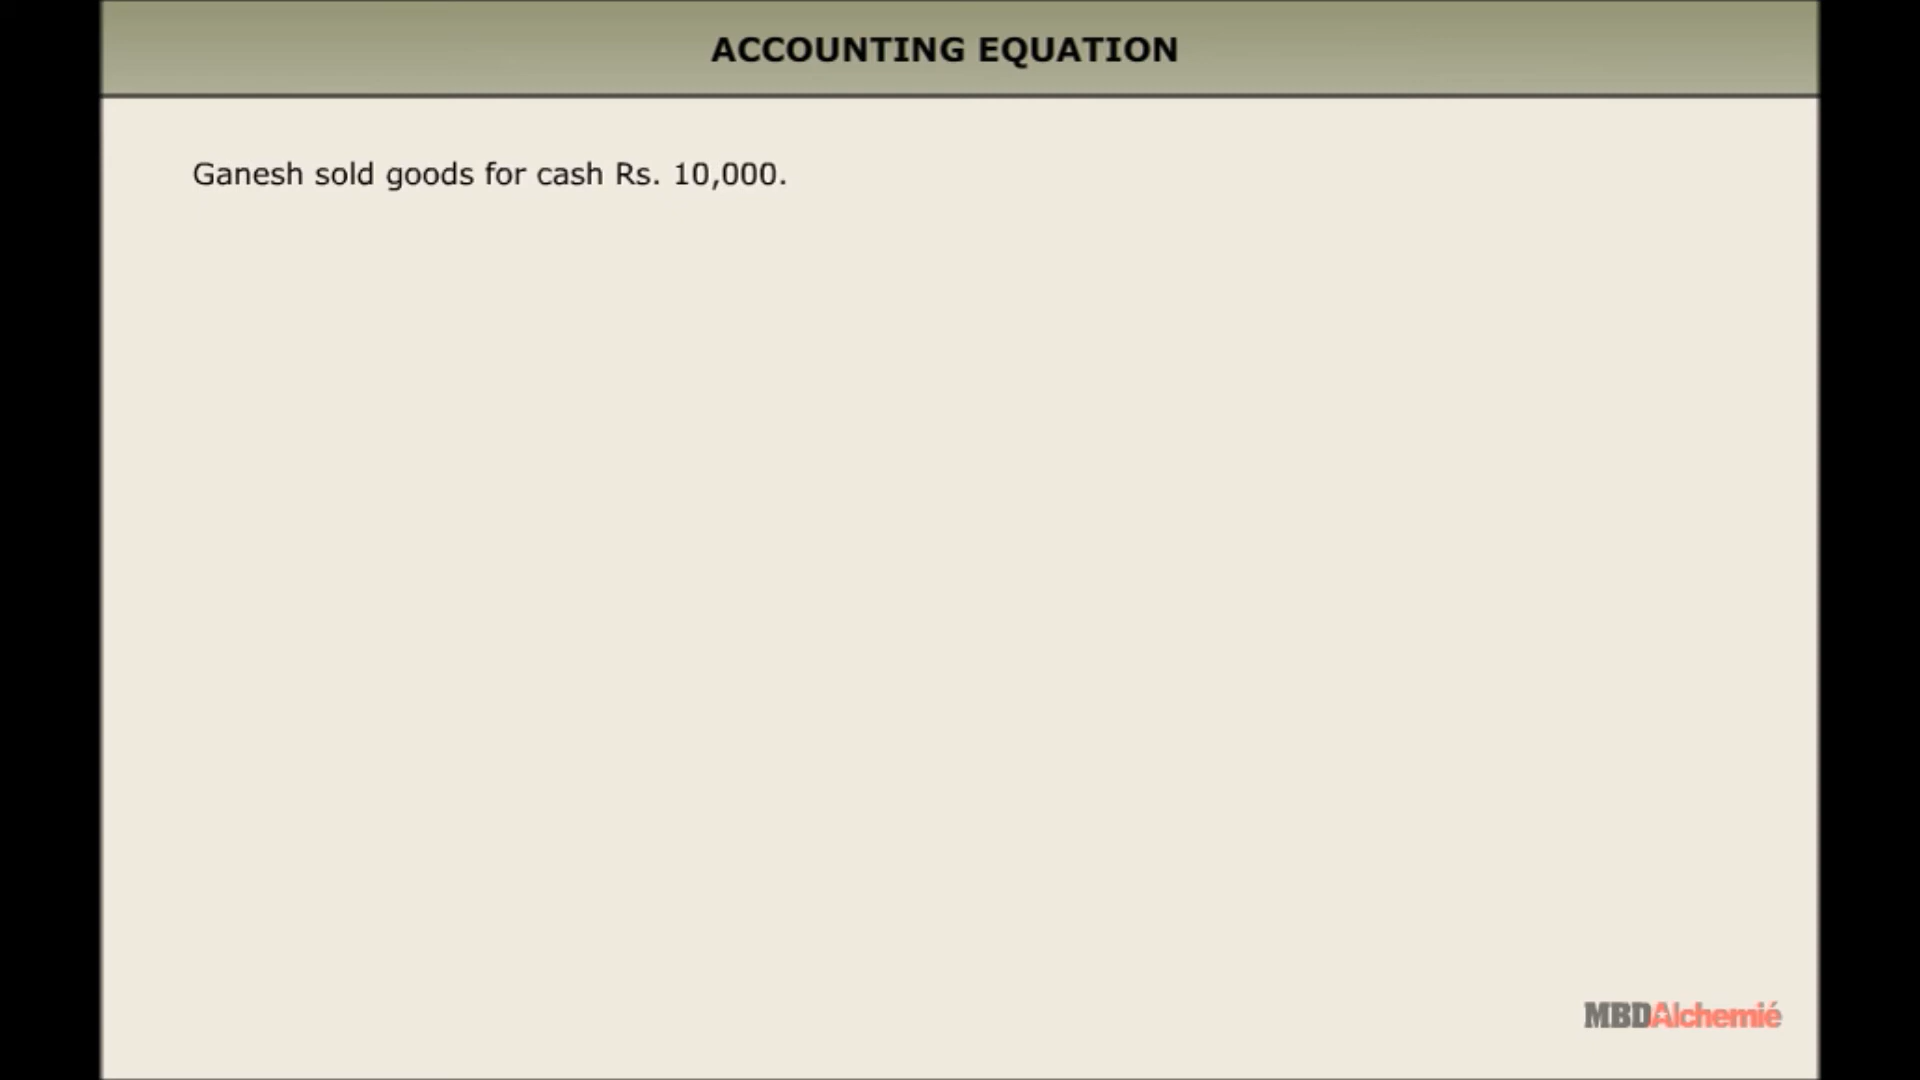 ACCOUNTING EQUATION
Ganesh sold goods for cash Rs. 10,000.
MBDAlchemié